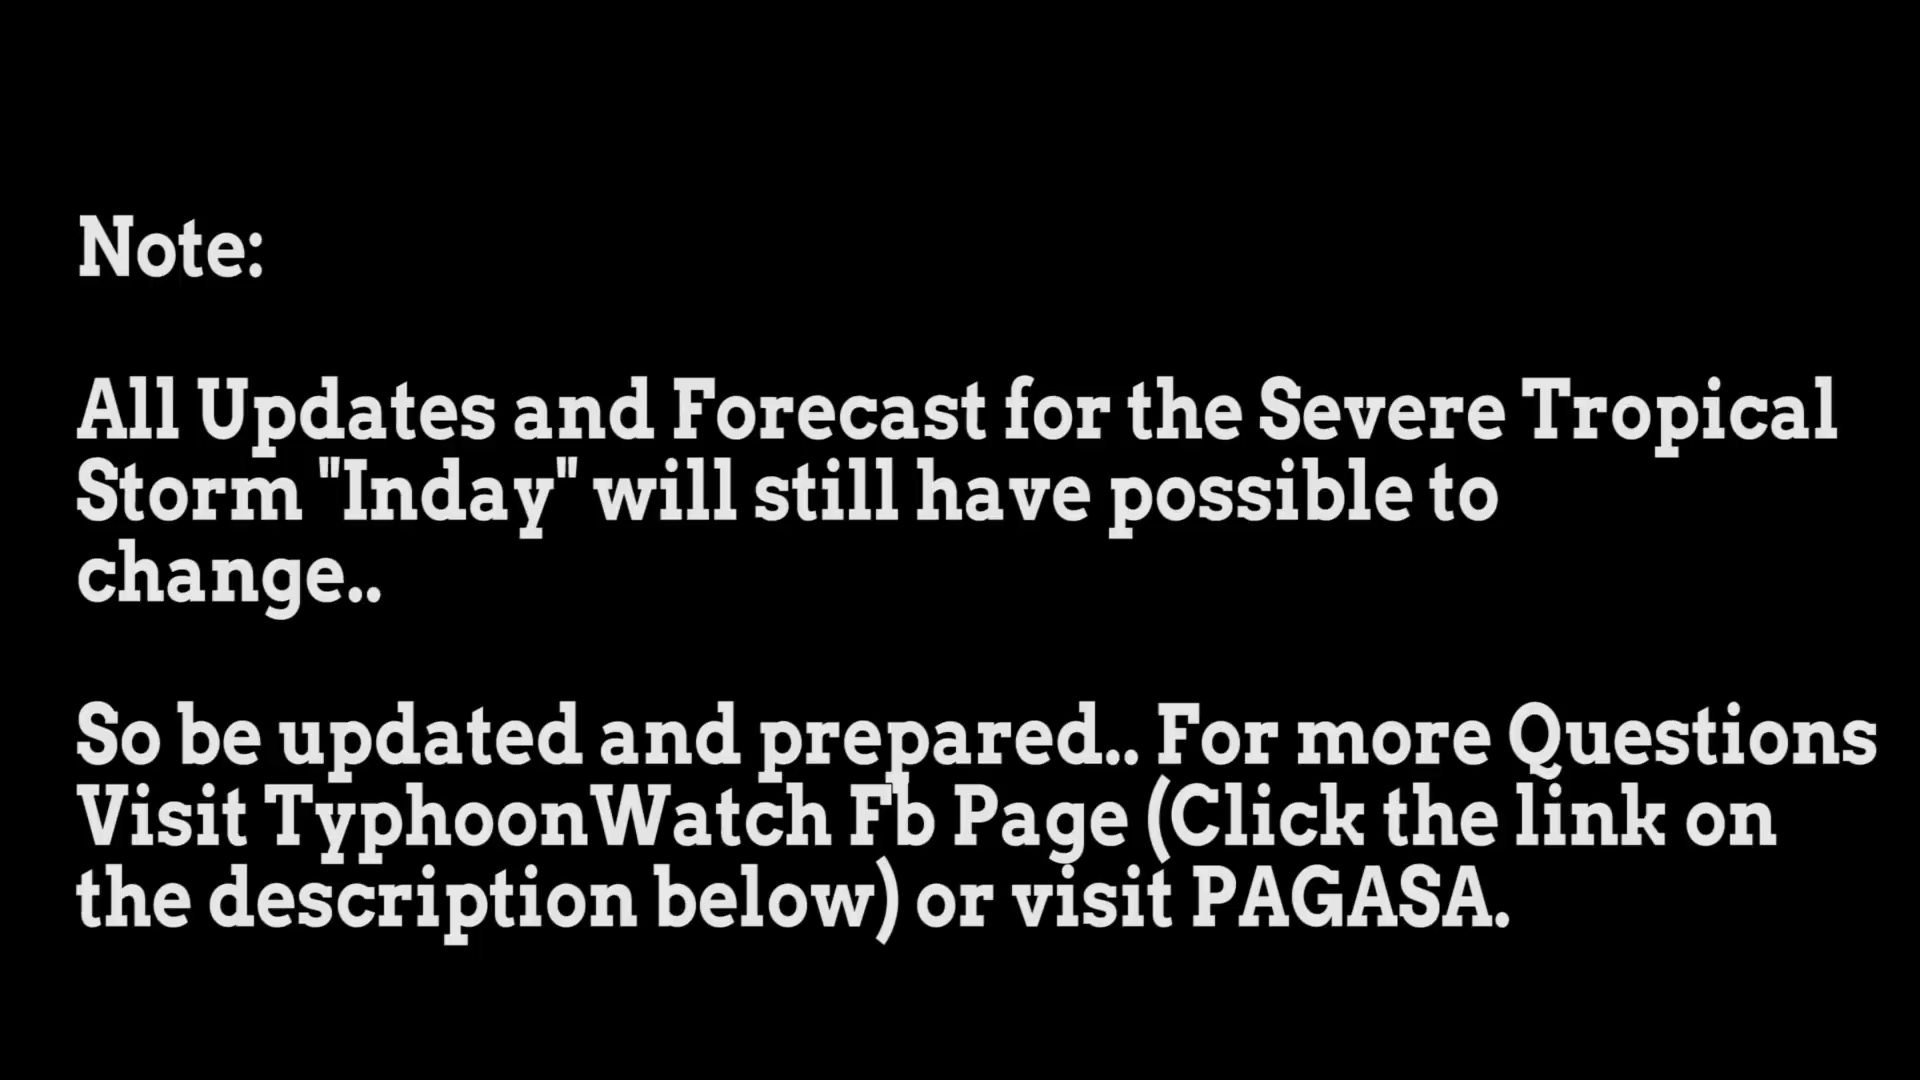 Note:
All Updates and Forecast for the Severe Tropical
Storm "Inday" will still have possible to
change..
So be updated and prepared.. For more Questions
Visit TyphoonWatch Fb Page (Click the link on
the description below) or visit PAGASA.